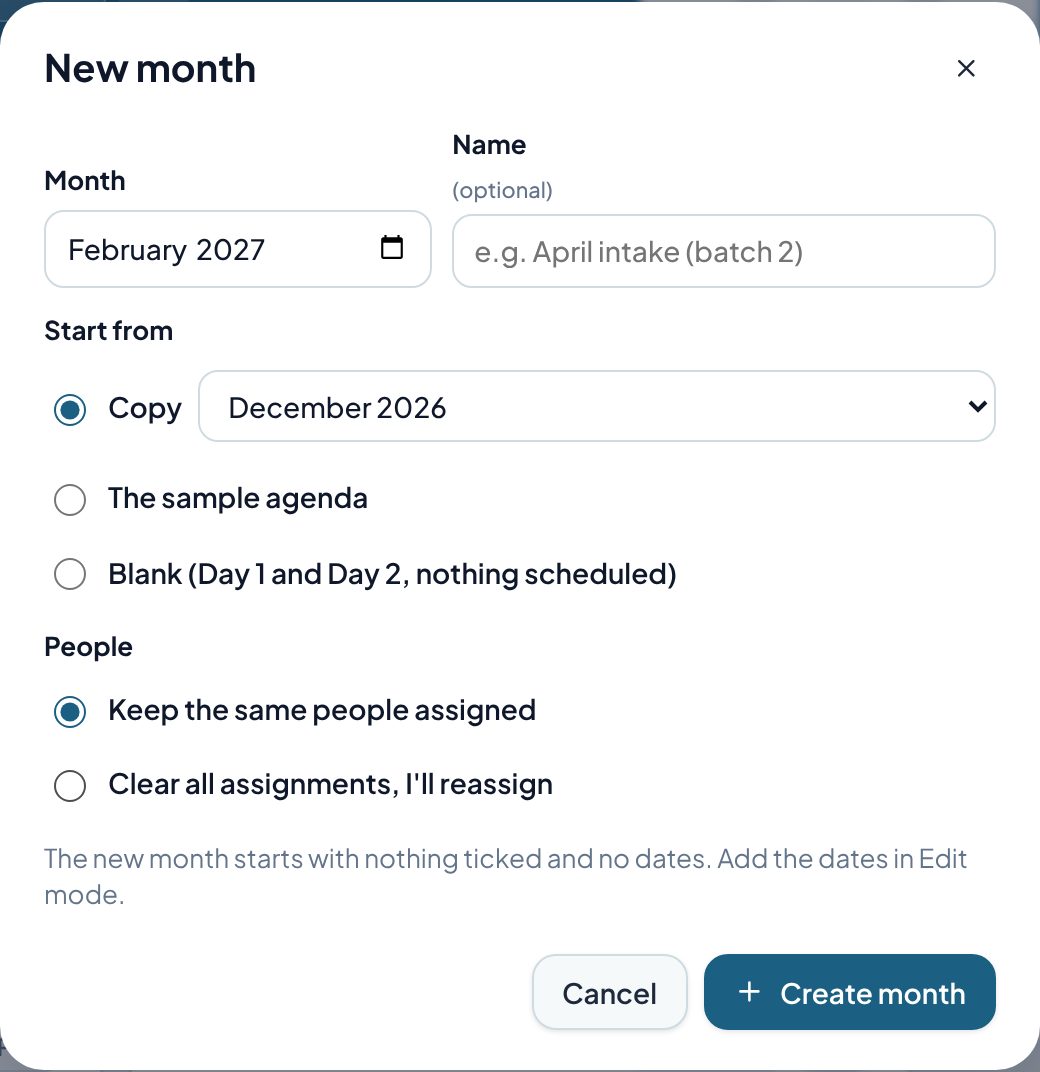 New month
Month
Name
(optional)
February 2027
e.g. April intake (batch 2)
Start from
Copy
December 2026
The sample agenda
Blank (Day 1 and Day 2, nothing scheduled)
People
Keep the same people assigned
Clear all assignments, I'll reassign
The new month starts with nothing ticked and no dates. Add the dates in Edit
mode.
Cancel
+ Create month